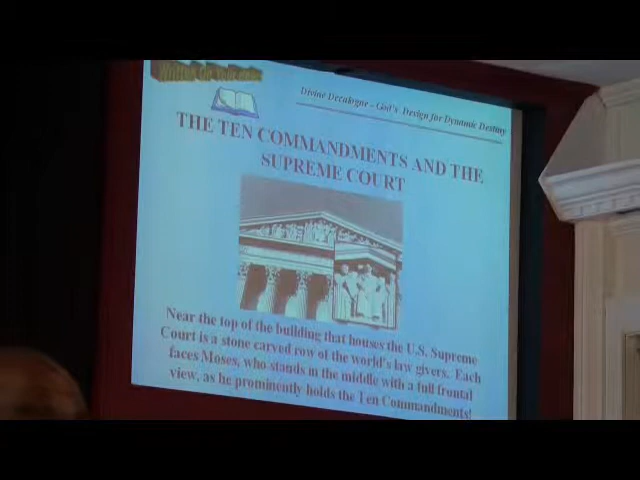 Divine Decalogue - God's Design for Dynamic Destiny
THE TEN COMMANDMENTS AND THE
SUPREME COURT
Near the top of the building that houses the U.S. Supreme
Court is a stone carved row of the world's law givers. Each
faces Moses, who stands in the middle with a full frontal
view, as he prominently holds the Ten Commandments!